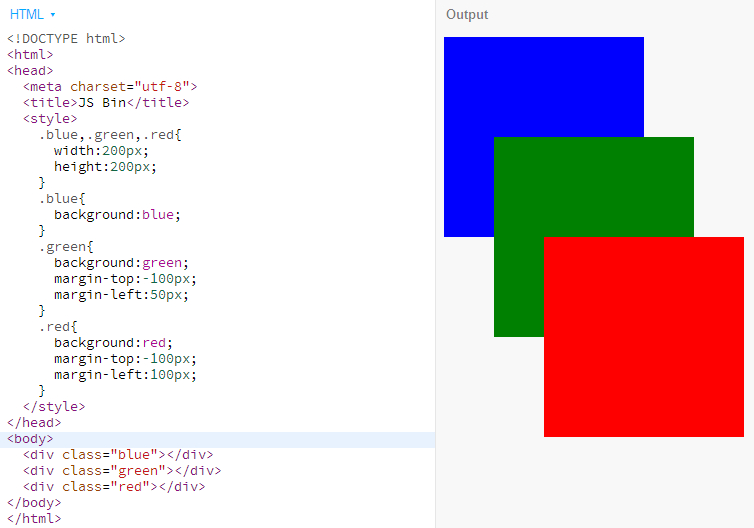 HTML
Output
<!DOCTYPE html>
<html>
<head>
  <meta charset="utf-8">
  <title>JS Bin</title>
  <style>
    .blue,.green,.red{
      width:200px;
      height:200px;
    }
    .blue{
      background:blue;
    }
    .green{
      background:green;
      margin-top:-100px;
      margin-left:50px;
    }
    .red{
      background:red;
      margin-top:-100px;
      margin-left:100px;
    }
  </style>
</head>
<body>
  <div class="blue"></div>
  <div class="green"></div>
  <div class="red"></div>
</body>
</html>